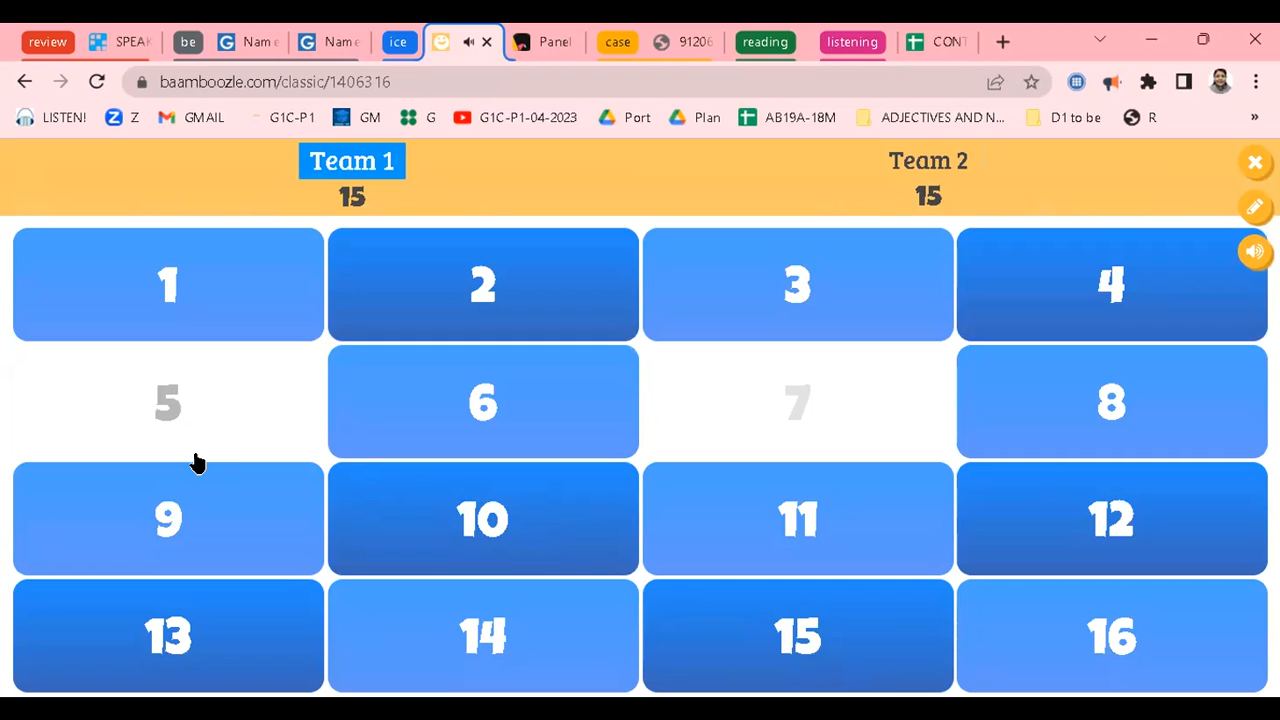 review SPEAK be Name Name ice Panel case 91206 reading listening CONT
baamboozle.com/classic/1406316
LISTEN! Z GMAIL G1C-P1 GM G G1C-P1-04-2023 Port Plan AB19A-18M ADJECTIVES AND N... D1 to be R »
Team 1 Team 2
15 15
1 2 3 4
5 6 7 8
9 10 11 12
13 14 15 16